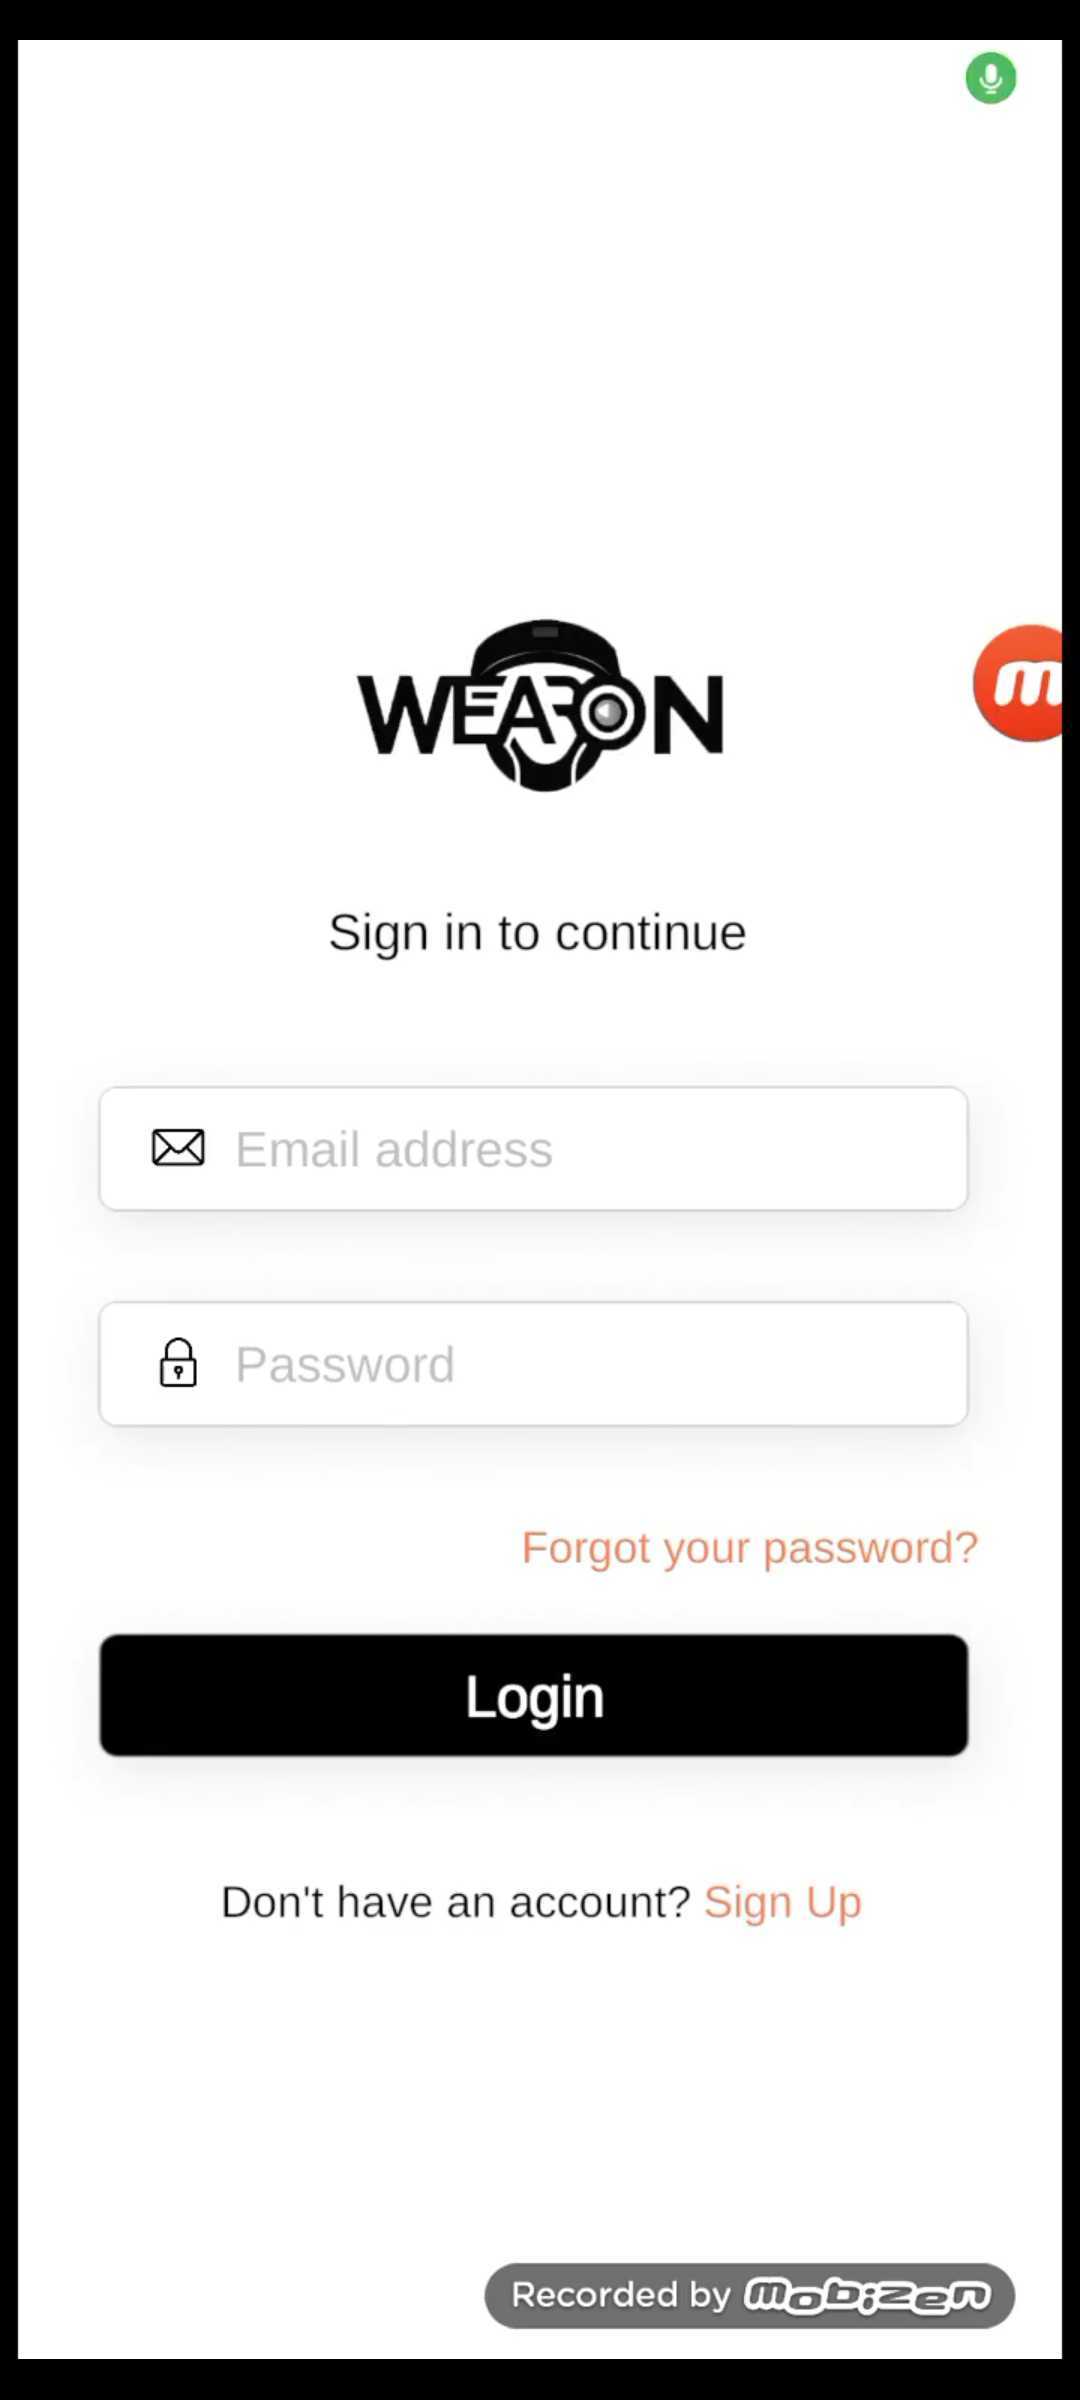 WEARON
m
Sign in to continue
Email address
Password
Forgot your password?
Login
Don't have an account? Sign Up
Recorded by mobizen